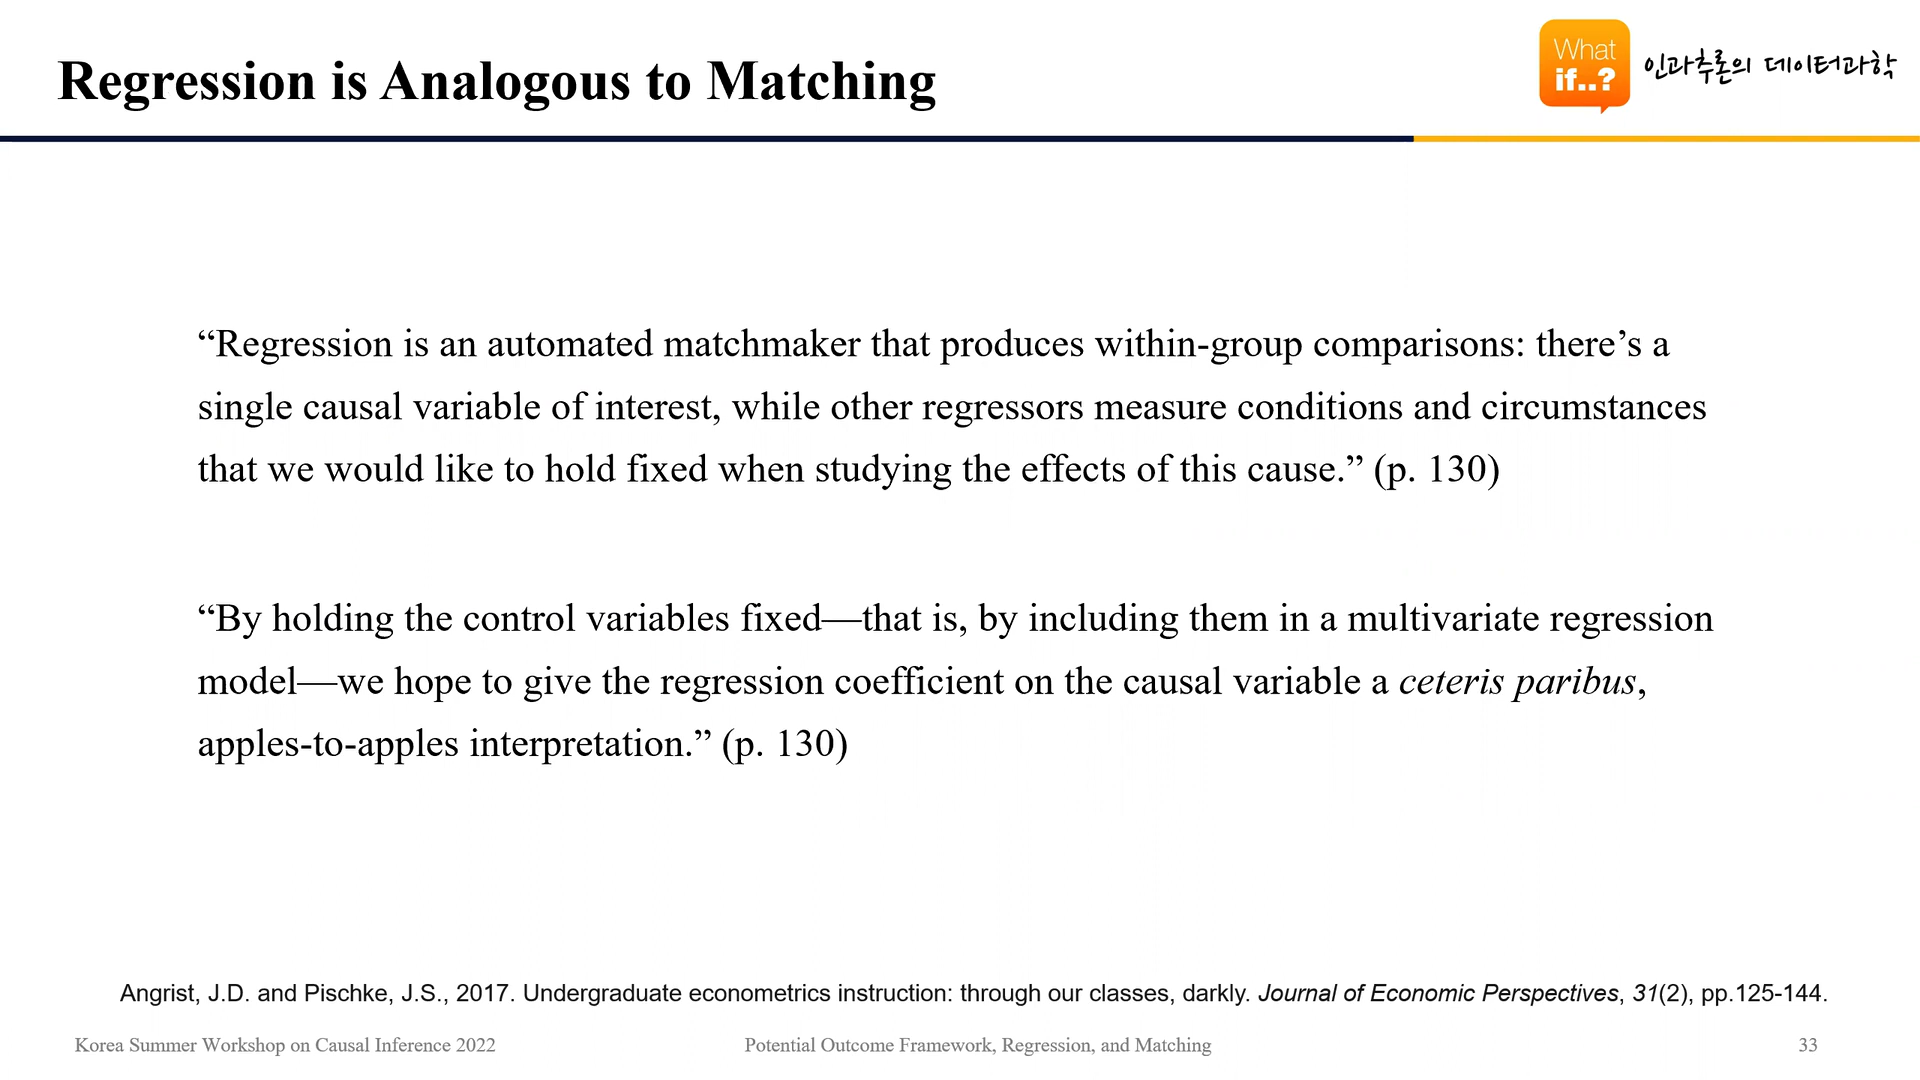 Regression is Analogous to Matching
What
if..?
인과추론의 데이터과학
“Regression is an automated matchmaker that produces within-group comparisons: there’s a
single causal variable of interest, while other regressors measure conditions and circumstances
that we would like to hold fixed when studying the effects of this cause.” (p. 130)
“By holding the control variables fixed—that is, by including them in a multivariate regression
model—we hope to give the regression coefficient on the causal variable a ceteris paribus,
apples-to-apples interpretation.” (p. 130)
Angrist, J.D. and Pischke, J.S., 2017. Undergraduate econometrics instruction: through our classes, darkly. Journal of Economic Perspectives, 31(2), pp.125-144.
Korea Summer Workshop on Causal Inference 2022
Potential Outcome Framework, Regression, and Matching
33